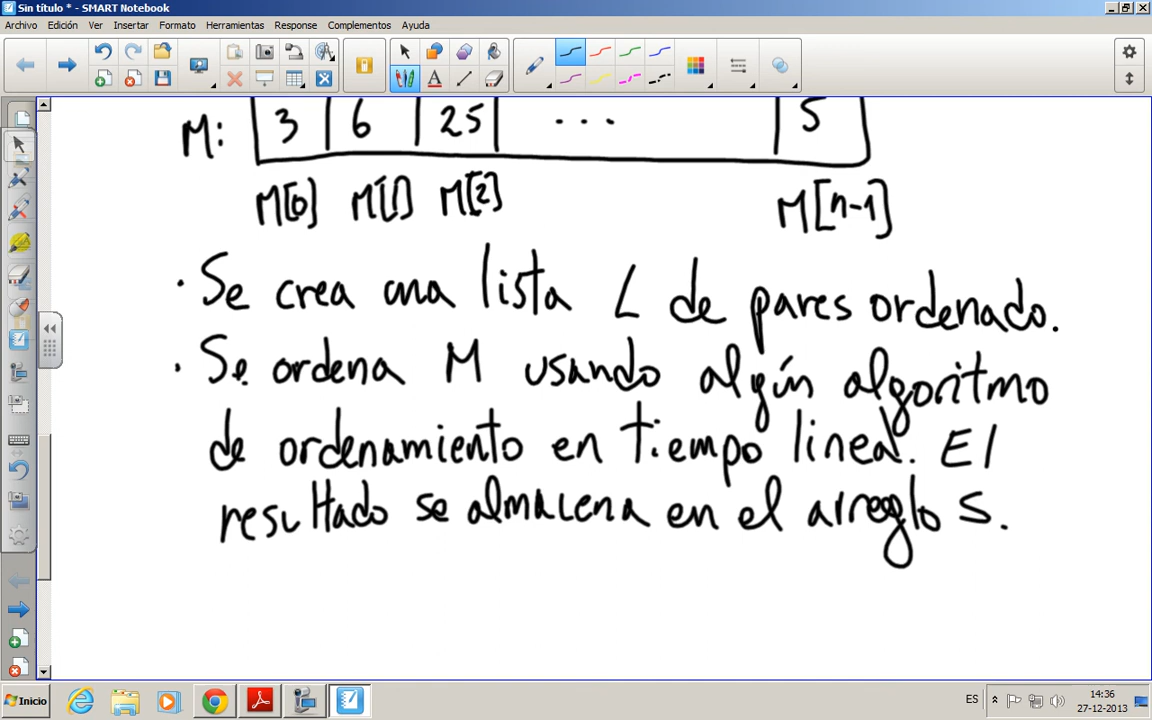 Sin título * - SMART Notebook
Archivo Edición Ver Insertar Formato Herramientas Response Complementos Ayuda
M: 3 6 25 ... 5
M[0] M[1] M[2] M[n-1]
· Se crea una lista L de pares ordenado.
· Se ordena M usando algún algoritmo
de ordenamiento en tiempo lineal. El
resultado se almacena en el arreglo S.
Inicio ES 14:36
27-12-2013